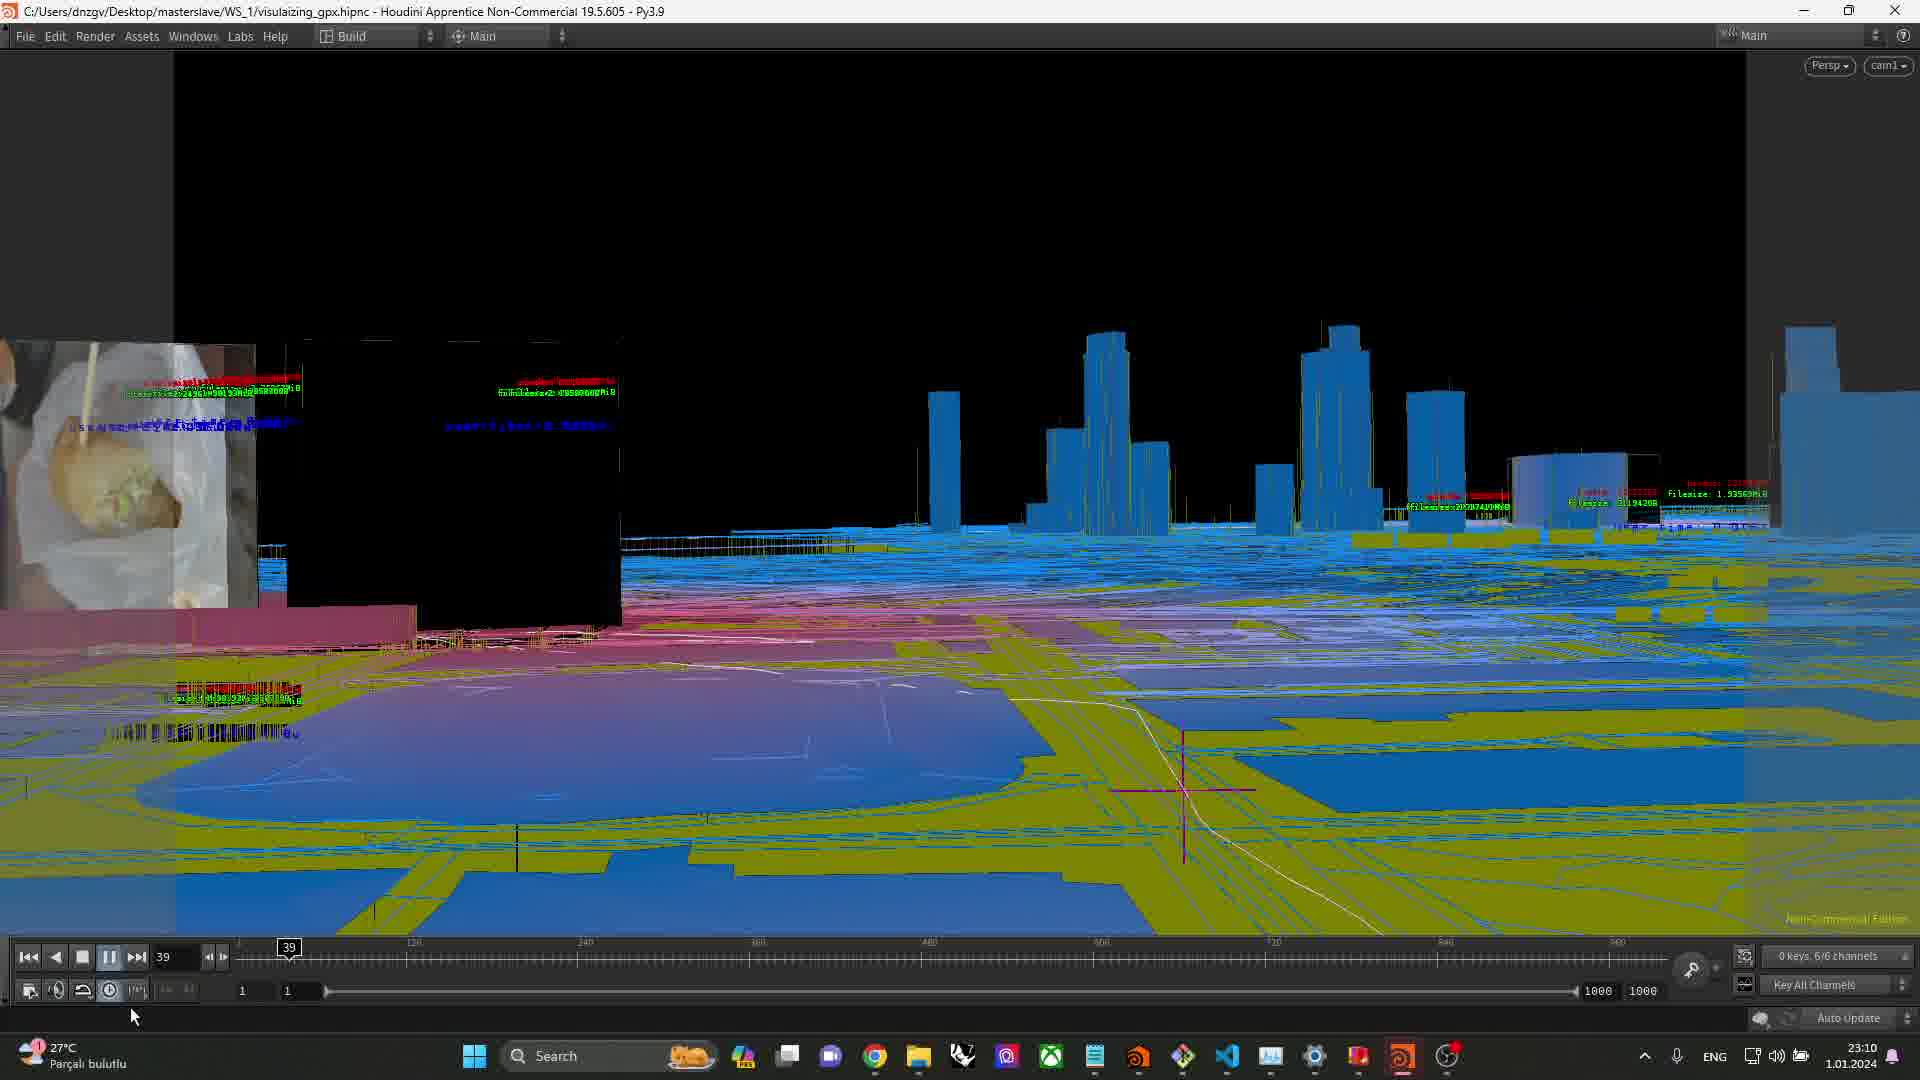 C:/Users/dnzgv/Desktop/masterslave/WS_1/visulaizing_gpx.hipnc - Houdini Apprentice Non-Commercial 19.5.605 - Py3.9
File Edit Render Assets Windows Labs Help Build Main Main
Persp cam1
filesize: 1.93569MiB
Non-Commercial Edition
39 1 120 240 360 480 600 720 840 960
39
0 keys, 6/6 channels
1 1 1000 1000
Key All Channels
Auto Update
27°C
Parçalı bulutlu
Search
ENG
23:10
1.01.2024